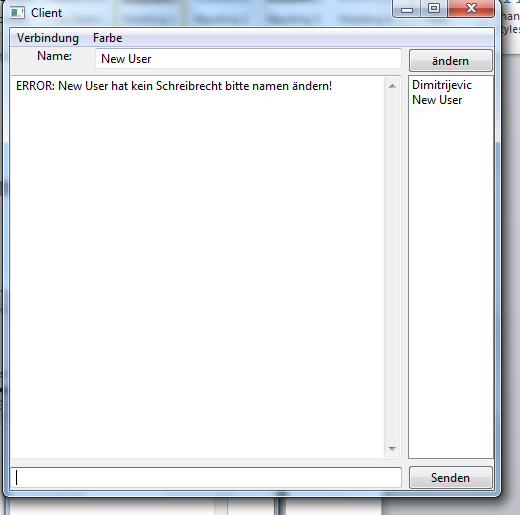 Client
Verbindung Farbe
Name: New User ändern
ERROR: New User hat kein Schreibrecht bitte namen ändern!
Dimitrijevic
New User
Senden